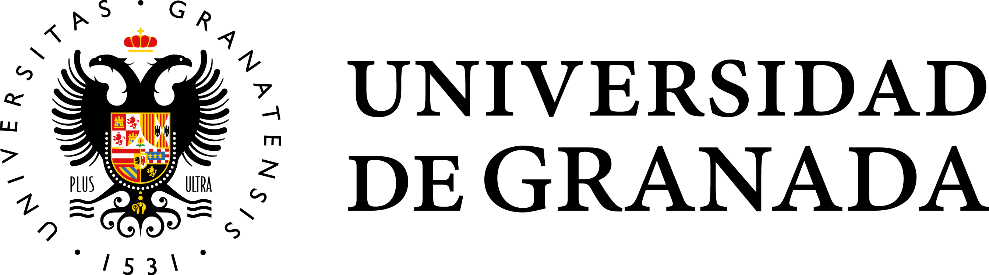 UNIVERSITAS · GRANATENSIS
PLUS ULTRA
· 1531 ·
UNIVERSIDAD
DE GRANADA